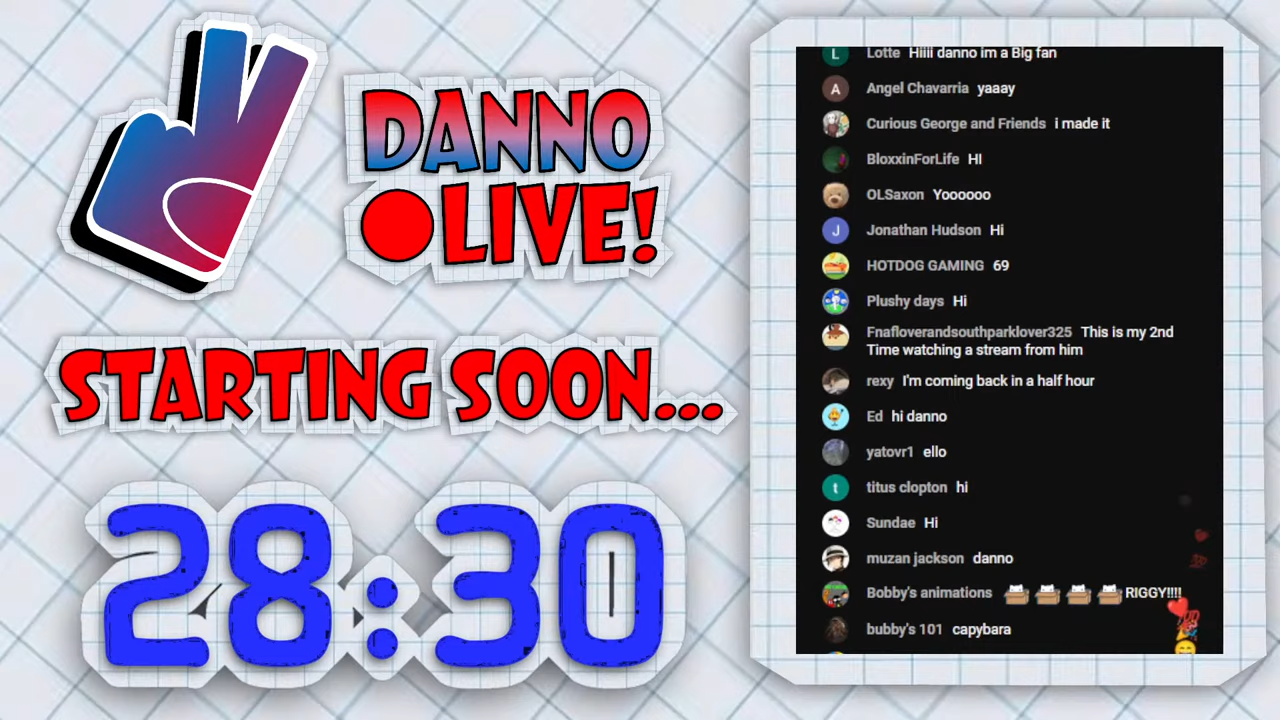 DANNO
LIVE!
STARTING SOON...
28:30
L Lotte Hiiii danno im a Big fan
A Angel Chavarria yaaay
Curious George and Friends i made it
BloxxinForLife HI
OLSaxon Yoooooo
J Jonathan Hudson Hi
HOTDOG GAMING 69
Plushy days Hi
Fnafloverandsouthparklover325 This is my 2nd
Time watching a stream from him
rexy I'm coming back in a half hour
Ed hi danno
yatovr1 ello
t titus clopton hi
Sundae Hi
muzan jackson danno
Bobby's animations RIGGY!!!!
bubby's 101 capybara